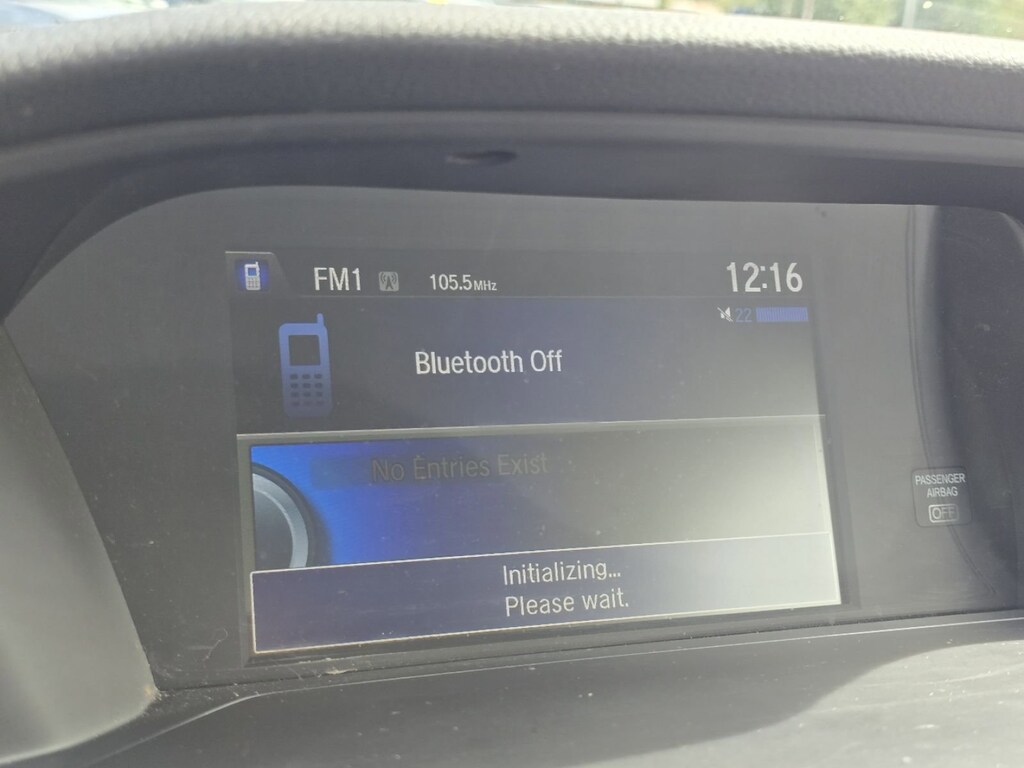 FM1 105.5MHz 12:16
22
Bluetooth Off
No Entries Exist
PASSENGER
AIRBAG
OFF
Initializing...
Please wait.